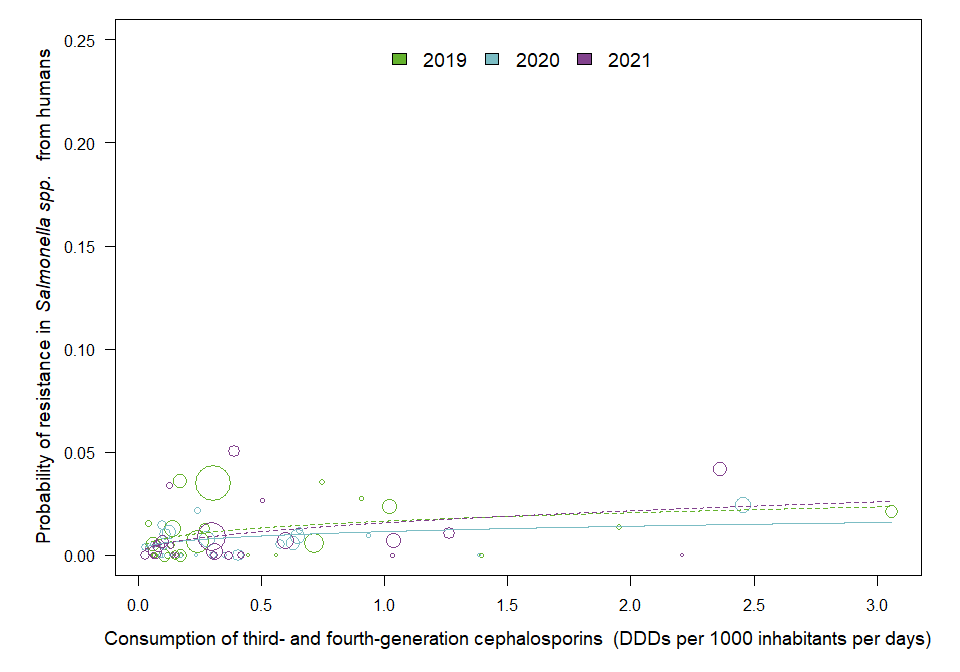 0.25
0.20
0.15
0.10
0.05
0.00
Probability of resistance in Salmonella spp. from humans
2019 2020 2021
0.0 0.5 1.0 1.5 2.0 2.5 3.0
Consumption of third- and fourth-generation cephalosporins (DDDs per 1000 inhabitants per days)